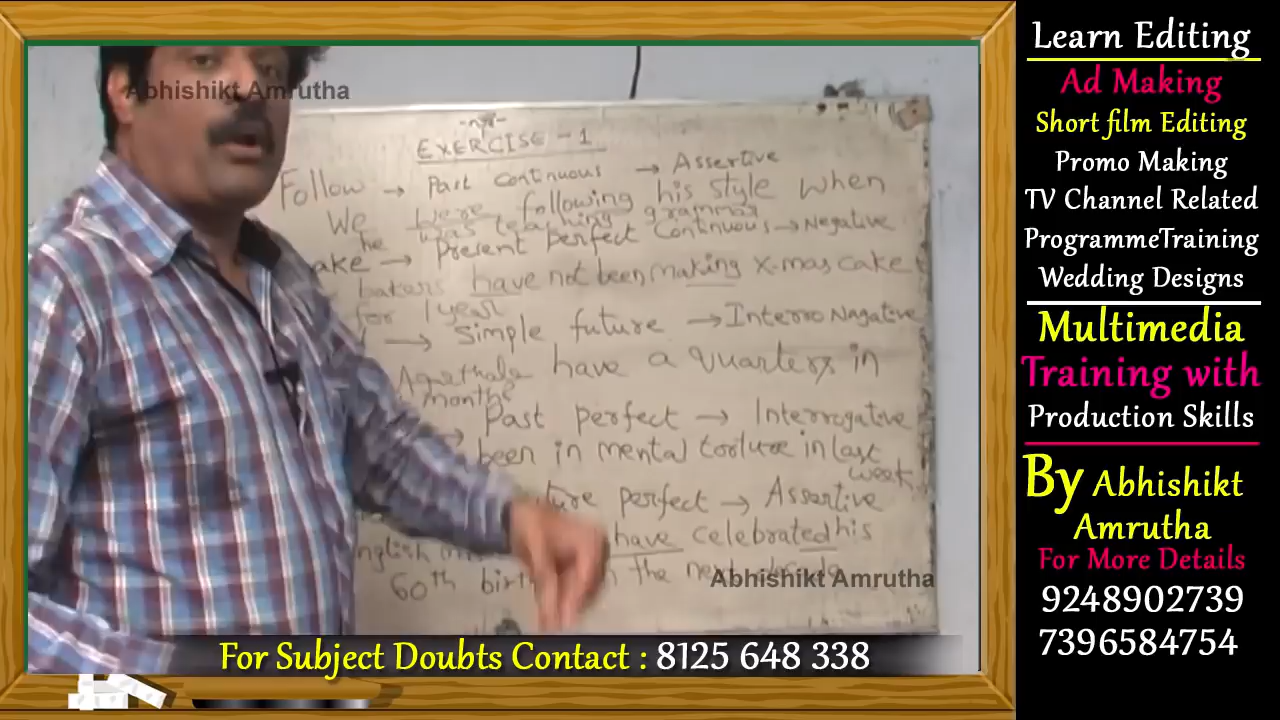 Abhishikt Amrutha
EXERCISE - 1
Follow → Past continuous → Assertive
We were following his style when
he was teaching grammar
ake → Present perfect Continuous → Negative
bakers have not been making X-mas cake
for 1 year
→ Simple future → InterroNagative
have a quarters in
months
Past perfect → Interrogative
been in mental torture in last
week
ture perfect → Assertive
have celebrated his
60th birth in the next
Abhishikt Amrutha
For Subject Doubts Contact : 8125 648 338
Learn Editing
Ad Making
Short film Editing
Promo Making
TV Channel Related
ProgrammeTraining
Wedding Designs
Multimedia
Training with
Production Skills
By Abhishikt
Amrutha
For More Details
9248902739
7396584754